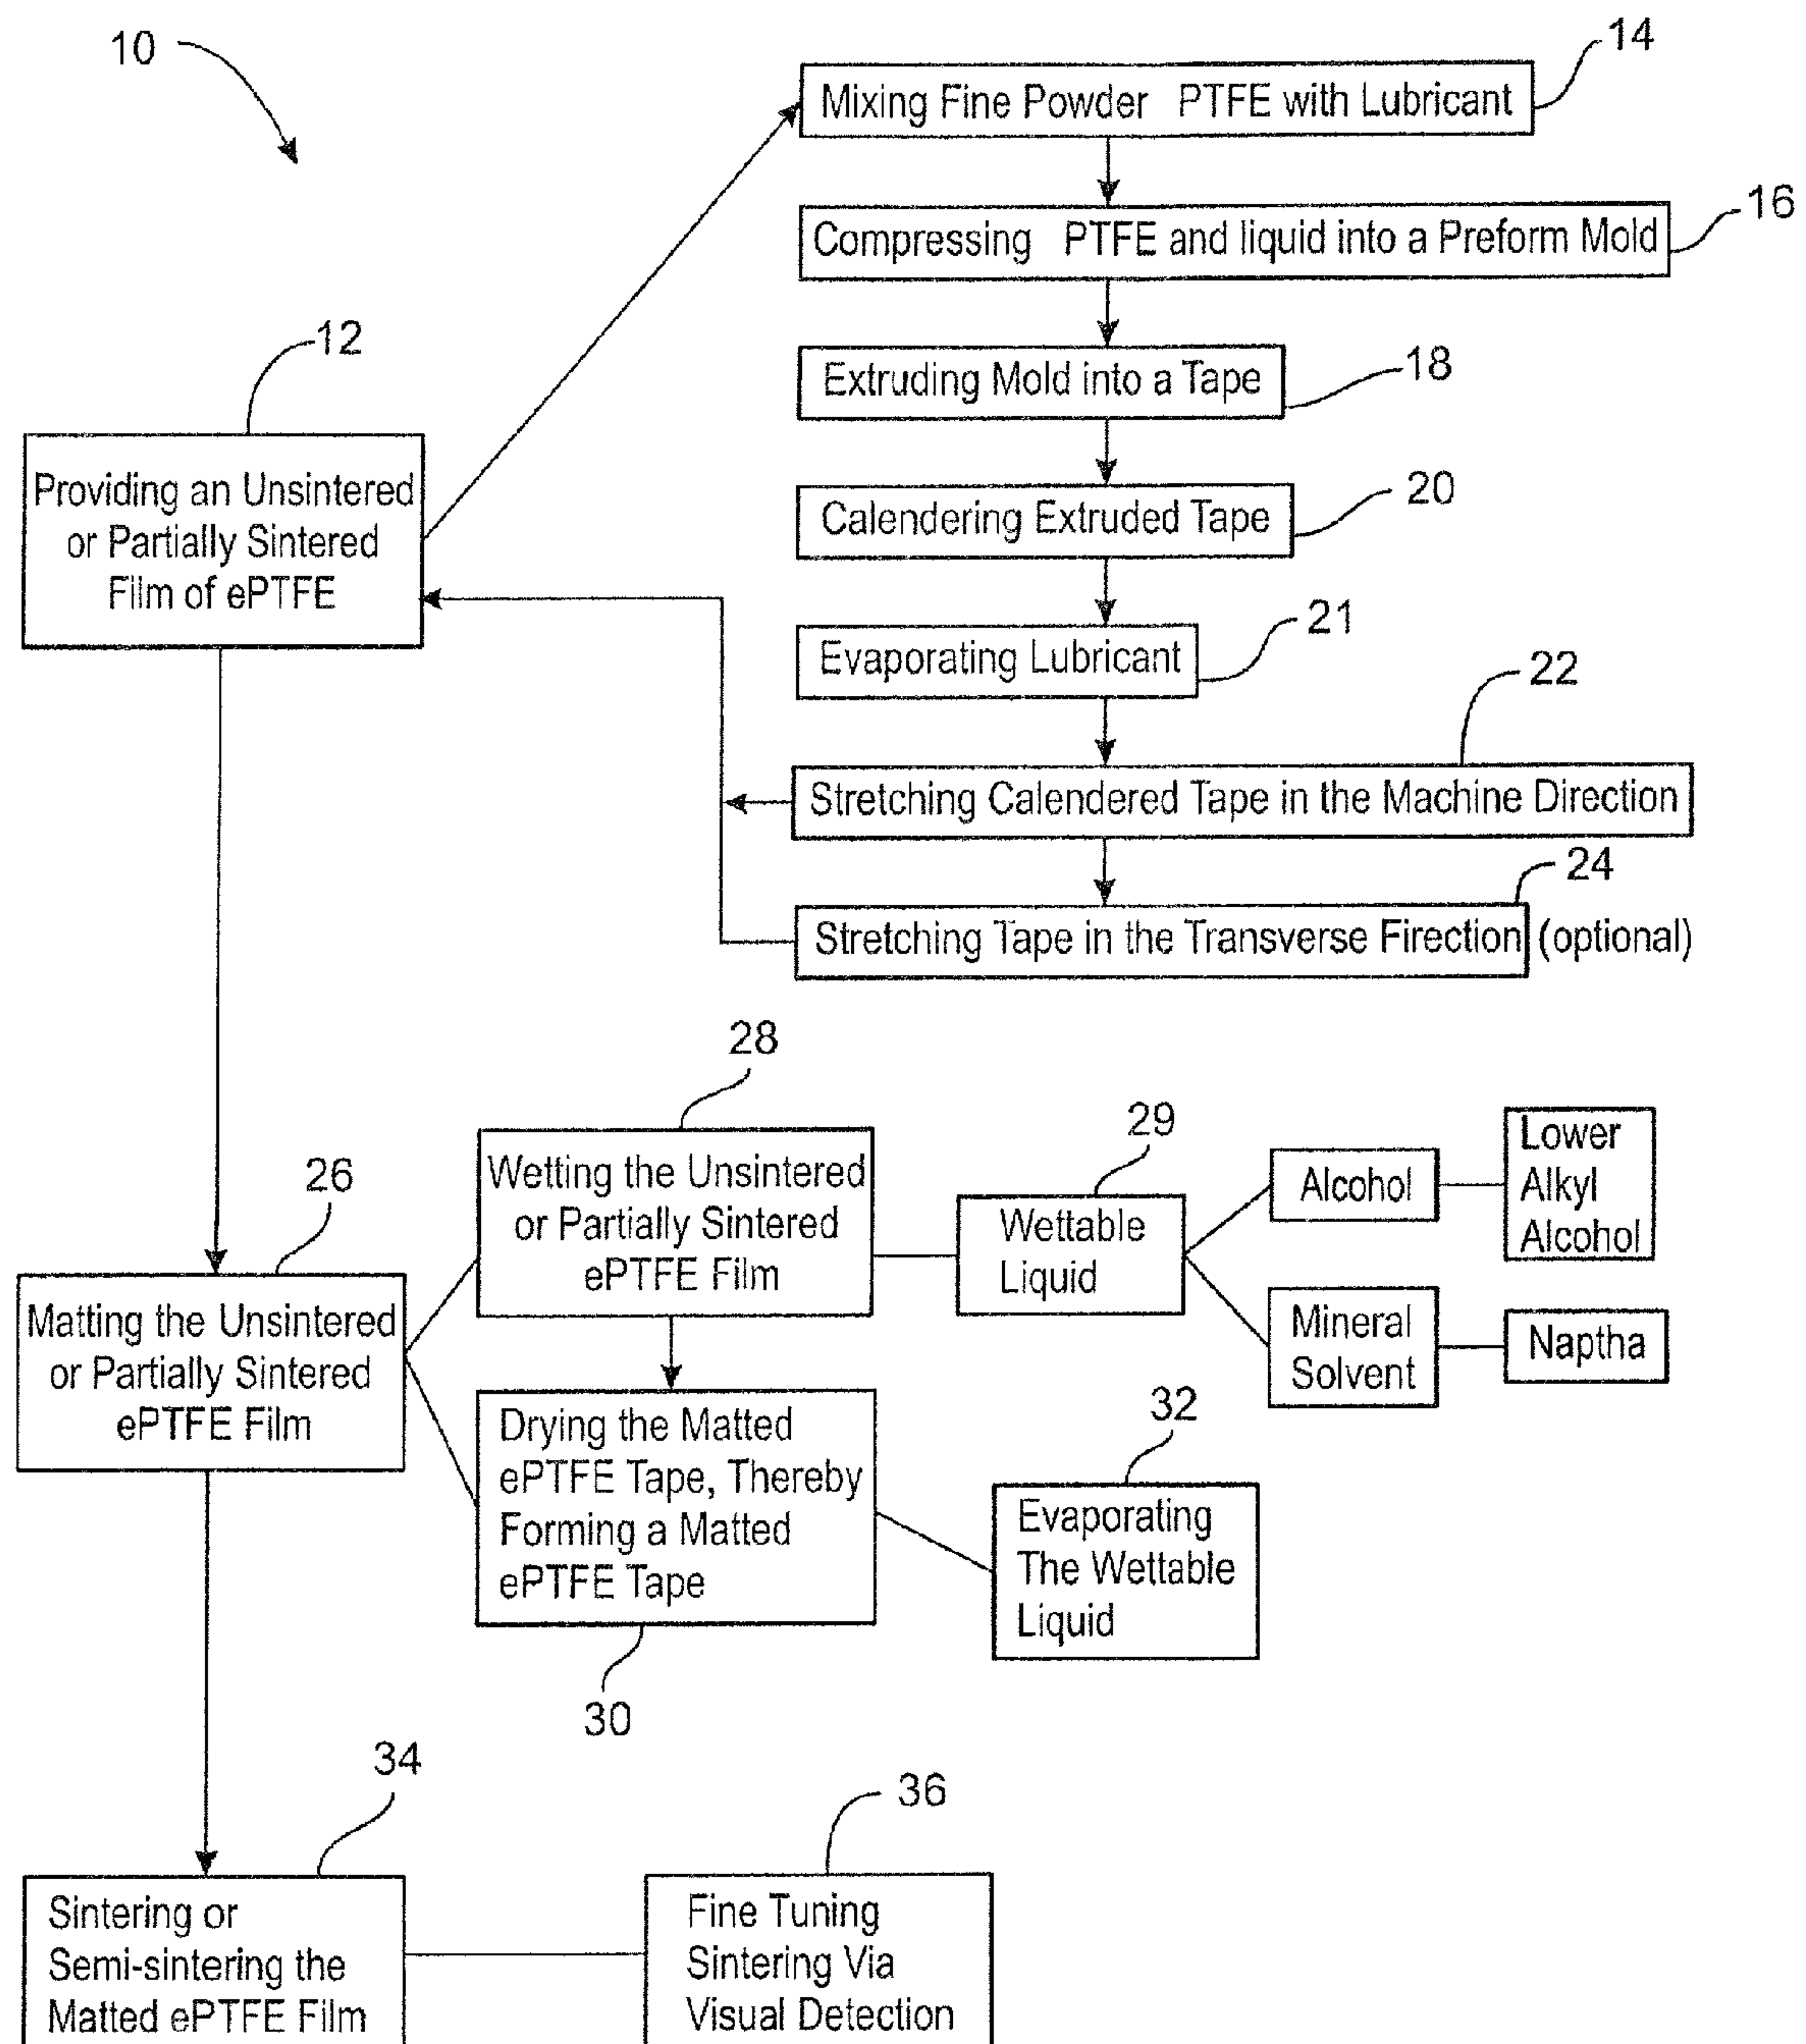 10
14
Mixing Fine Powder PTFE with Lubricant
16
Compressing PTFE and liquid into a Preform Mold
12
18
Extruding Mold into a Tape
Providing an Unsintered
or Partially Sintered
Film of ePTFE
20
Calendering Extruded Tape
21
Evaporating Lubricant
22
Stretching Calendered Tape in the Machine Direction
24
Stretching Tape in the Transverse Firection (optional)
28
Wetting the Unsintered
or Partially Sintered
ePTFE Film
29
Wettable
Liquid
Alcohol
Lower
Alkyl
Alcohol
Mineral
Solvent
Naptha
26
Matting the Unsintered
or Partially Sintered
ePTFE Film
Drying the Matted
ePTFE Tape, Thereby
Forming a Matted
ePTFE Tape
30
32
Evaporating
The Wettable
Liquid
34
Sintering or
Semi-sintering the
Matted ePTFE Film
36
Fine Tuning
Sintering Via
Visual Detection